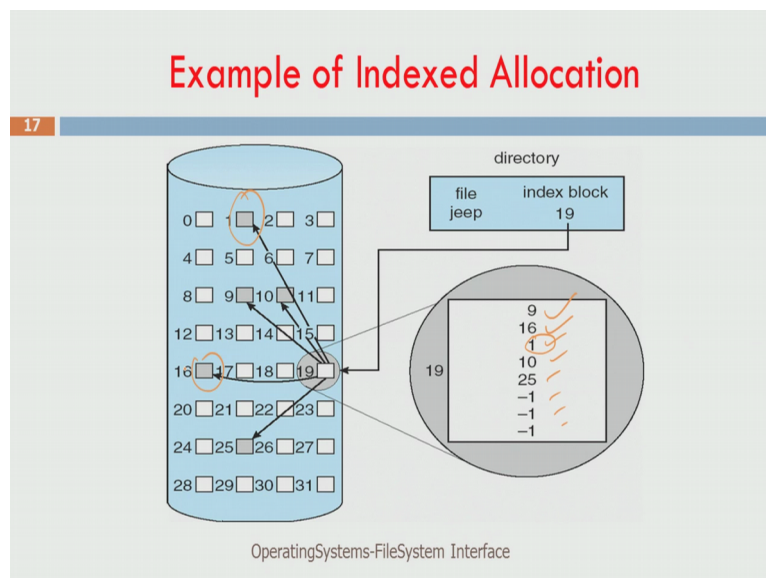 Example of Indexed Allocation
17
directory
file index block
jeep 19
0 1 2 3
4 5 6 7
8 9 10 11
12 13 14 15
16 17 18 19
20 21 22 23
24 25 26 27
28 29 30 31
19
9
16
1
10
25
–1
–1
–1
OperatingSystems-FileSystem Interface